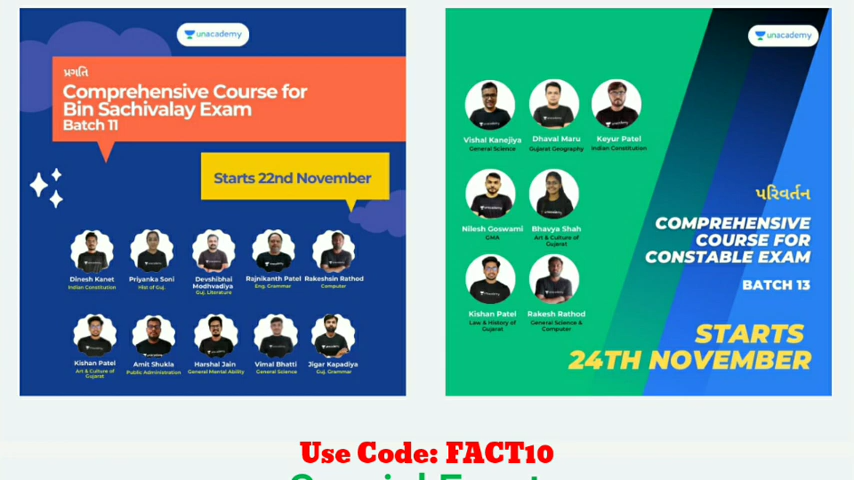 unacademy
પ્રગતિ
Comprehensive Course for
Bin Sachivalay Exam
Batch 11
Starts 22nd November
Dinesh Kanet
Indian Constitution
Priyanka Soni
Hist of Guj.
Devshibhai
Modhvadiya
Guj. Literature
Rajnikanth Patel
Eng. Grammar
Rakeshsin Rathod
Computer
Kishan Patel
Art & Culture of
Gujarat
Amit Shukla
Public Administration
Harshal Jain
General Mental Ability
Vimal Bhatti
General Science
Jigar Kapadiya
Guj. Grammar
unacademy
Vishal Kanejiya
General Science
Dhaval Maru
Gujarat Geography
Keyur Patel
Indian Constitution
Nilesh Goswami
GMA
Bhavya Shah
Art & Culture of
Gujarat
Kishan Patel
Law & History of
Gujarat
Rakesh Rathod
General Science &
Computer
પરિવર્તન
COMPREHENSIVE
COURSE FOR
CONSTABLE EXAM
BATCH 13
STARTS
24TH NOVEMBER
Use Code: FACT10